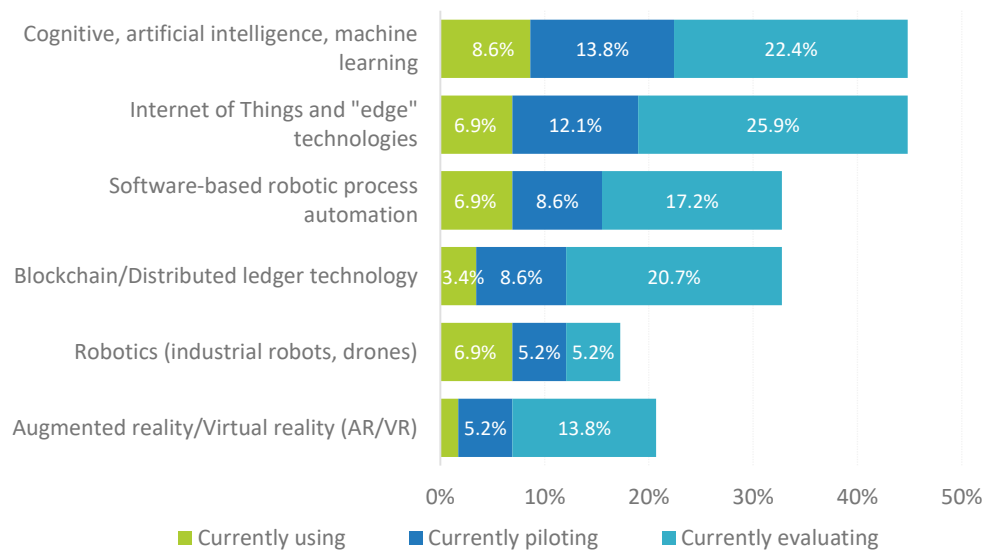 Cognitive, artificial intelligence, machine
learning
8.6% 13.8% 22.4%
Internet of Things and "edge"
technologies
6.9% 12.1% 25.9%
Software-based robotic process
automation
6.9% 8.6% 17.2%
Blockchain/Distributed ledger technology
3.4% 8.6% 20.7%
Robotics (industrial robots, drones)
6.9% 5.2% 5.2%
Augmented reality/Virtual reality (AR/VR)
5.2% 13.8%
0% 10% 20% 30% 40% 50%
Currently using Currently piloting Currently evaluating